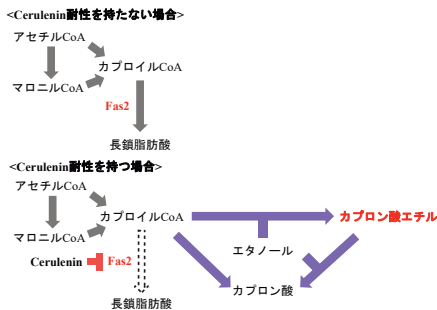 <Cerulenin耐性を持たない場合>
アセチルCoA
カプロイルCoA
マロニルCoA
Fas2
長鎖脂肪酸
<Cerulenin耐性を持つ場合>
アセチルCoA
カプロイルCoA
カプロン酸エチル
マロニルCoA
エタノール
Cerulenin
Fas2
カプロン酸
長鎖脂肪酸